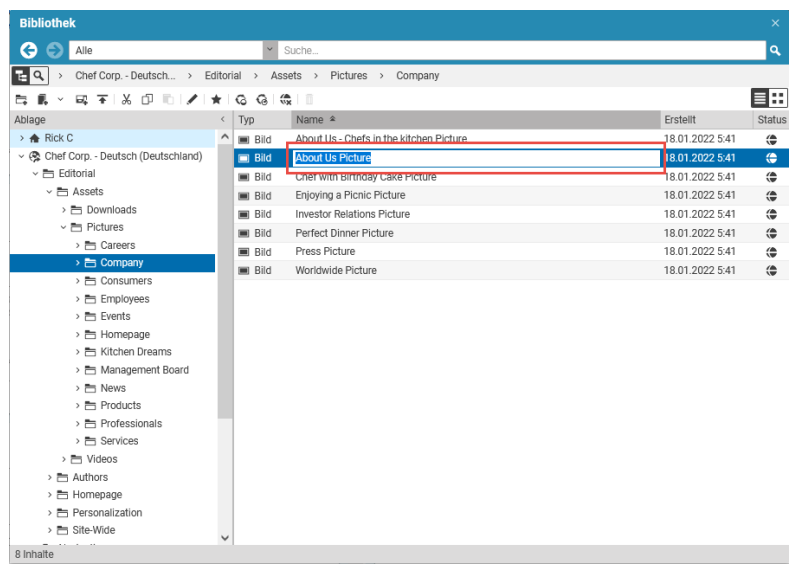 Bibliothek
Alle
Suche...
Chef Corp. - Deutsch... > Editorial > Assets > Pictures > Company
Ablage
Rick C
Chef Corp. - Deutsch (Deutschland)
Editorial
Assets
Downloads
Pictures
Careers
Company
Consumers
Employees
Events
Homepage
Kitchen Dreams
Management Board
News
Products
Professionals
Services
Videos
Authors
Homepage
Personalization
Site-Wide
Typ Name Erstellt Status
Bild About Us - Chefs in the kitchen Picture 18.01.2022 5:41
Bild About Us Picture 18.01.2022 5:41
Bild Chef with Birthday Cake Picture 18.01.2022 5:41
Bild Enjoying a Picnic Picture 18.01.2022 5:41
Bild Investor Relations Picture 18.01.2022 5:41
Bild Perfect Dinner Picture 18.01.2022 5:41
Bild Press Picture 18.01.2022 5:41
Bild Worldwide Picture 18.01.2022 5:41
8 Inhalte